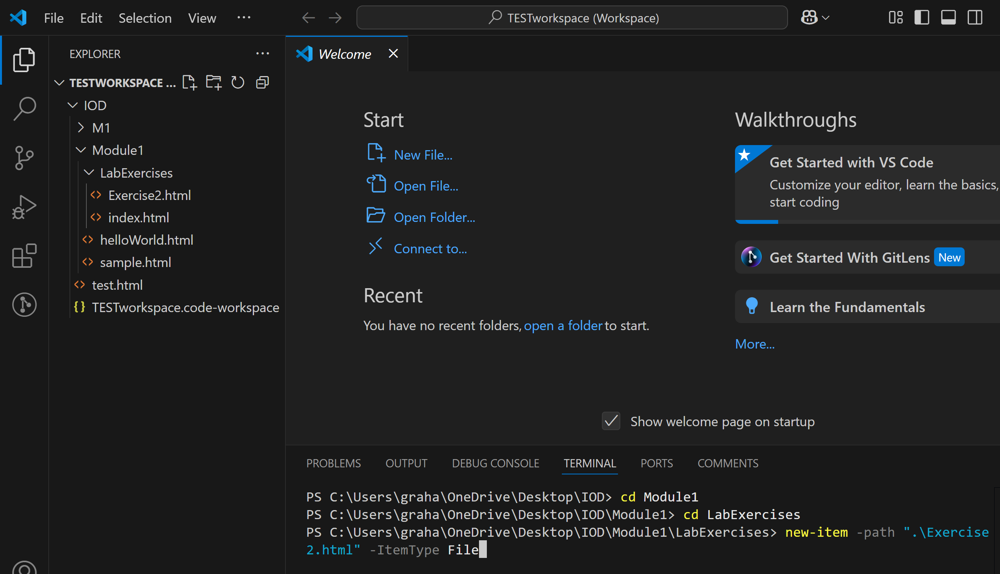 File Edit Selection View ···
TESTworkspace (Workspace)
EXPLORER ···
TESTWORKSPACE ...
IOD
M1
Module1
LabExercises
Exercise2.html
index.html
helloWorld.html
sample.html
test.html
{} TESTworkspace.code-workspace
Welcome
Start
New File...
Open File...
Open Folder...
Connect to...
Recent
You have no recent folders, open a folder to start.
Walkthroughs
Get Started with VS Code
Customize your editor, learn the basics,
start coding
Get Started With GitLens New
Learn the Fundamentals
More...
Show welcome page on startup
PROBLEMS OUTPUT DEBUG CONSOLE TERMINAL PORTS COMMENTS
PS C:\Users\graha\OneDrive\Desktop\IOD> cd Module1
PS C:\Users\graha\OneDrive\Desktop\IOD\Module1> cd LabExercises
PS C:\Users\graha\OneDrive\Desktop\IOD\Module1\LabExercises> new-item -path ".\Exercise
2.html" -ItemType File